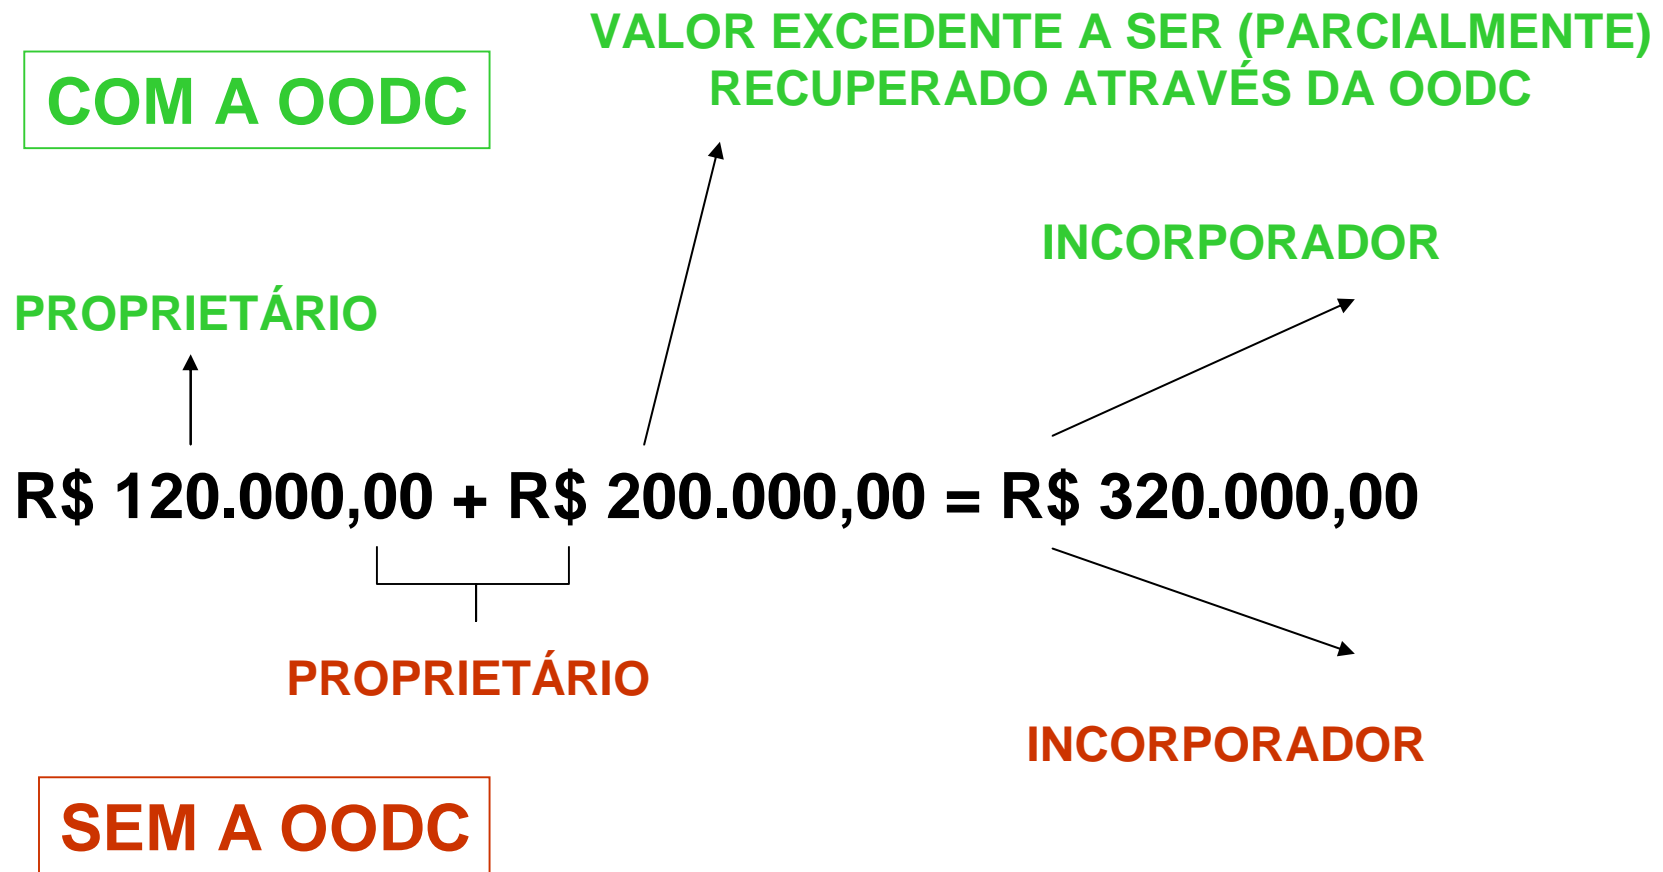 VALOR EXCEDENTE A SER (PARCIALMENTE)
RECUPERADO ATRAVÉS DA OODC
COM A OODC
INCORPORADOR
PROPRIETÁRIO
R$ 120.000,00 + R$ 200.000,00 = R$ 320.000,00
PROPRIETÁRIO
INCORPORADOR
SEM A OODC